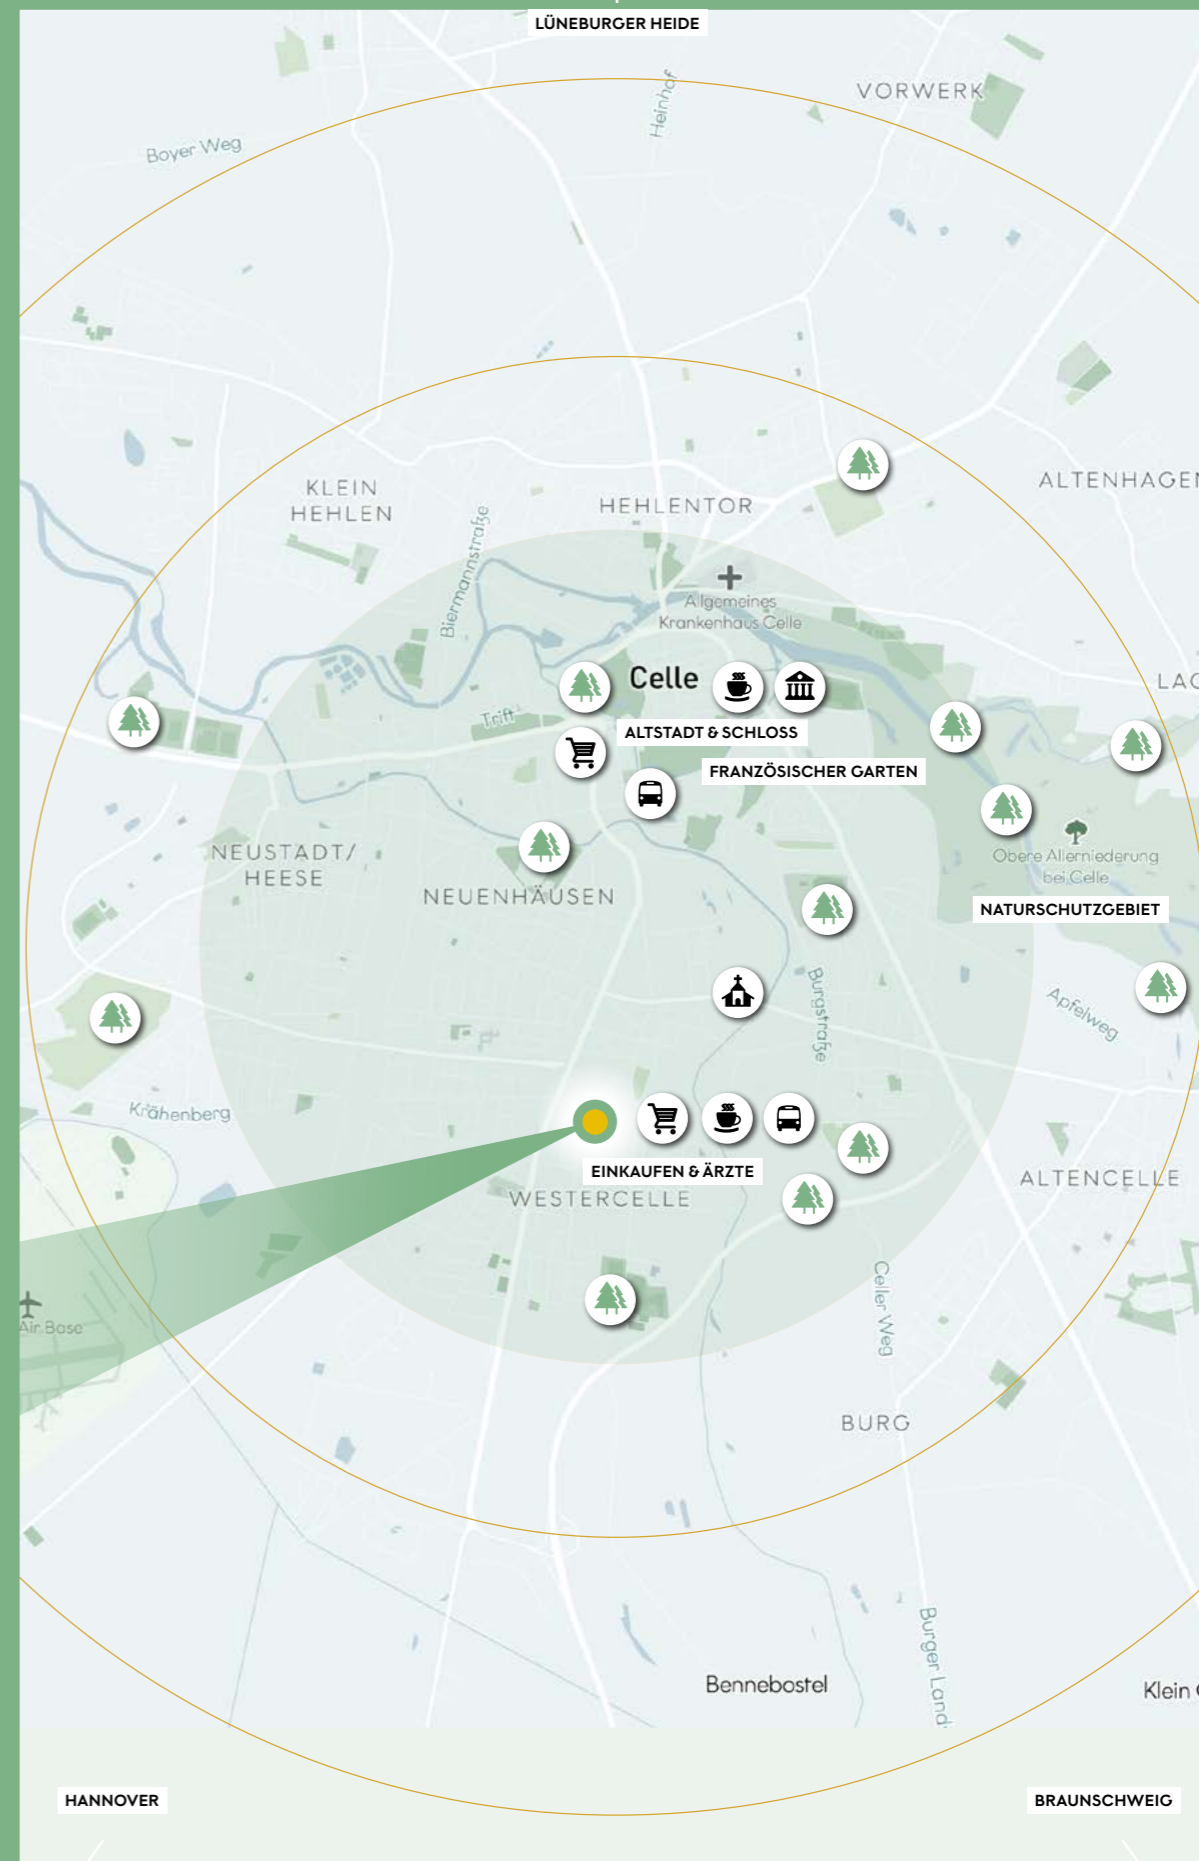 LÜNEBURGER HEIDE
VORWERK
Heinhof
Boyer Weg
KLEIN
HEHLEN
HEHLENTOR
ALTENHAGEN
Biermannstraße
Allgemeines
Krankenhaus Celle
Celle
Trift
ALTSTADT & SCHLOSS
FRANZÖSISCHER GARTEN
NEUSTADT/
HEESE
NEUENHÄUSEN
Obere Allerniederung
bei Celle
NATURSCHUTZGEBIET
Burgstraße
Apfelweg
Krähenberg
EINKAUFEN & ÄRZTE
WESTERCELLE
ALTENCELLE
Air Base
Celler Weg
BURG
Burger Land
Bennebostel
Klein
HANNOVER
BRAUNSCHWEIG